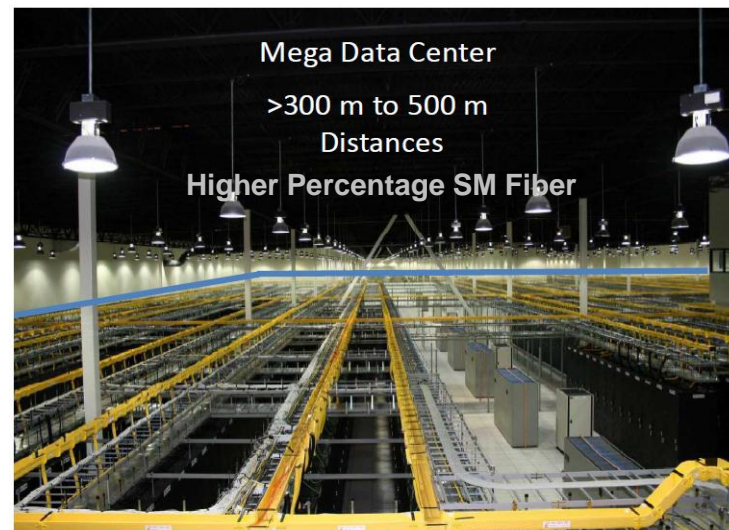 Mega Data Center
>300 m to 500 m
Distances
Higher Percentage SM Fiber